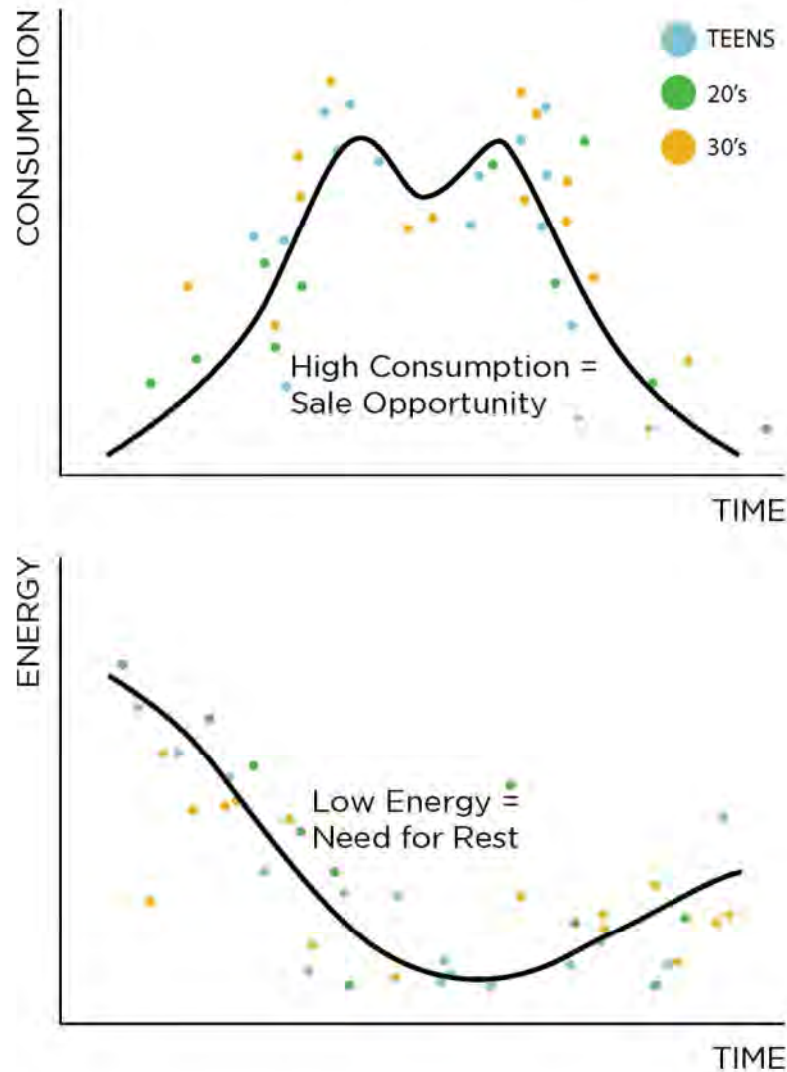 CONSUMPTION
TEENS
20's
30's
High Consumption =
Sale Opportunity
TIME
ENERGY
Low Energy =
Need for Rest
TIME